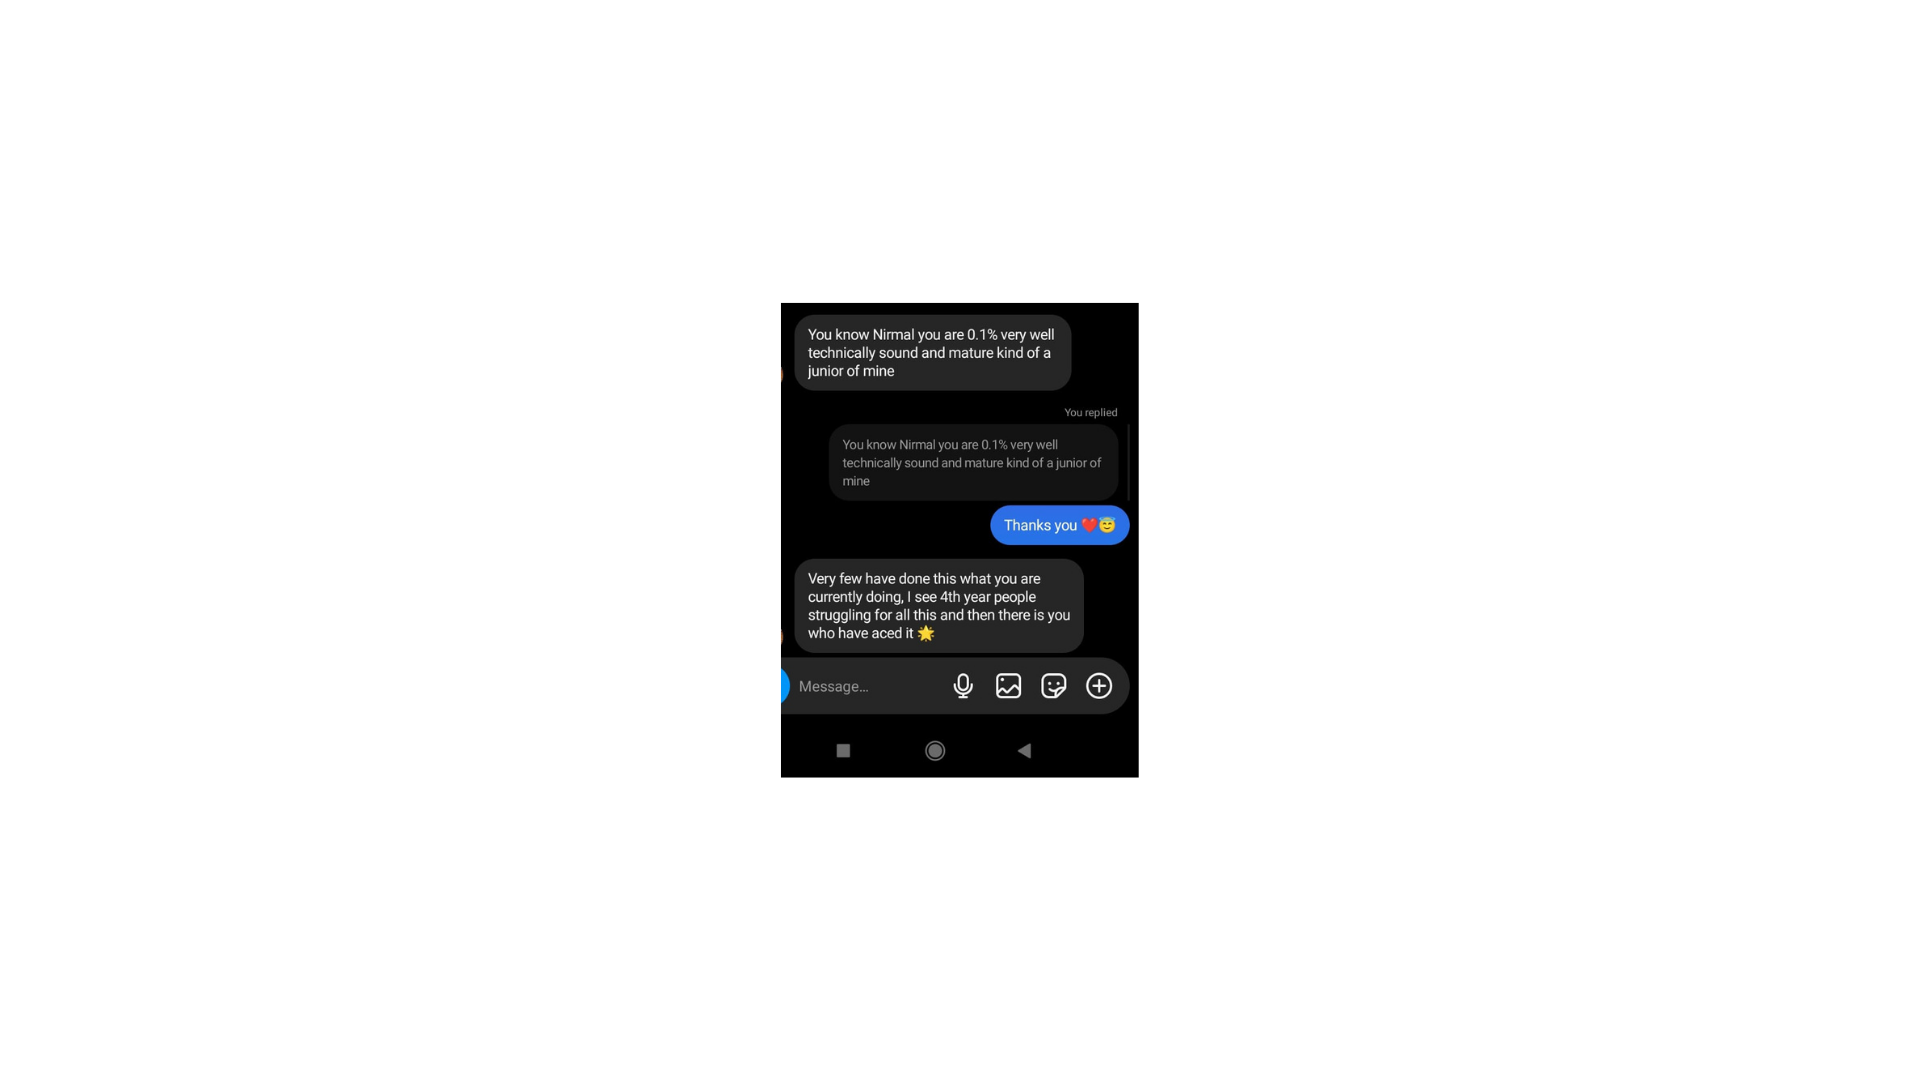 You know Nirmal you are 0.1% very well
technically sound and mature kind of a
junior of mine
You replied
You know Nirmal you are 0.1% very well
technically sound and mature kind of a junior of
mine
Thanks you ❤️😇
Very few have done this what you are
currently doing, I see 4th year people
struggling for all this and then there is you
who have aced it 🌟
Message...